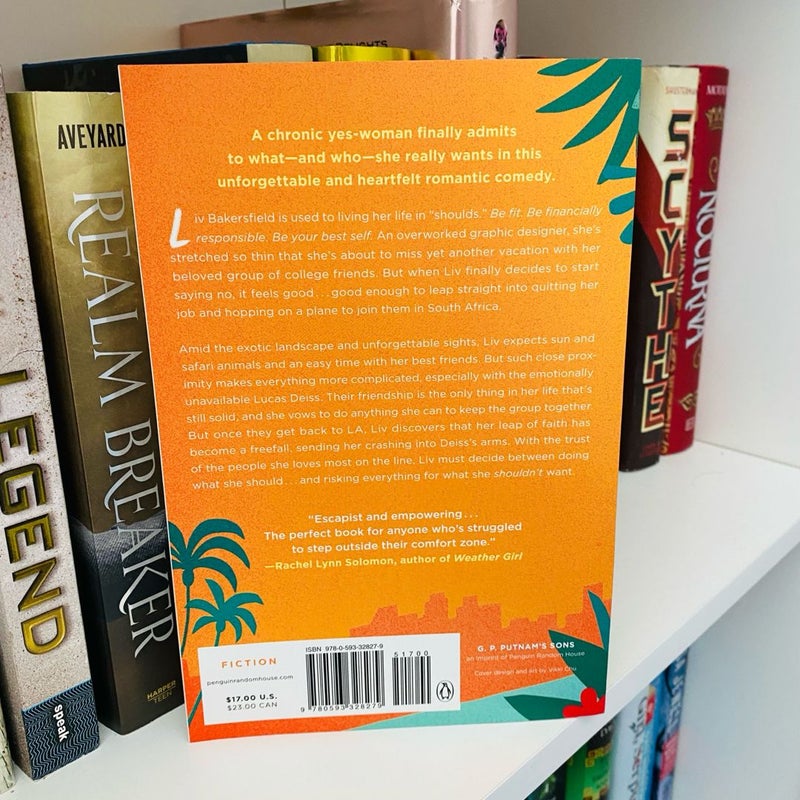 A chronic yes-woman finally admits
to what—and who—she really wants in this
unforgettable and heartfelt romantic comedy.
Liv Bakersfield is used to living her life in "shoulds." Be fit. Be financially
responsible. Be your best self. An overworked graphic designer, she's
stretched so thin that she's about to miss yet another vacation with her
beloved group of college friends. But when Liv finally decides to start
saying no, it feels good . . . good enough to leap straight into quitting her
job and hopping on a plane to join them in South Africa.
Amid the exotic landscape and unforgettable sights, Liv expects sun and
safari animals and an easy time with her best friends. But such close prox-
imity makes everything more complicated, especially with the emotionally
unavailable Lucas Deiss. Their friendship is the only thing in her life that's
still solid, and she vows to do anything she can to keep the group together.
But once they get back to LA, Liv discovers that her leap of faith has
become a freefall, sending her crashing into Deiss's arms. With the trust
of the people she loves most on the line, Liv must decide between doing
what she should . . . and risking everything for what she shouldn't want.
"Escapist and empowering . . .
The perfect book for anyone who's struggled
to step outside their comfort zone."
—Rachel Lynn Solomon, author of Weather Girl
FICTION
penguinrandomhouse.com
$17.00 U.S.
$23.00 CAN
ISBN 978-0-593-32827-9
51700
9 780593 328279
G. P. PUTNAM'S SONS
an imprint of Penguin Random House
Cover design and art by Vikki Chu
LEGEND
speak
AVEYARD
REALM BREAKER
HARPER
TEEN
SHUSTERMAN
SCYTHE
NOCTURNA